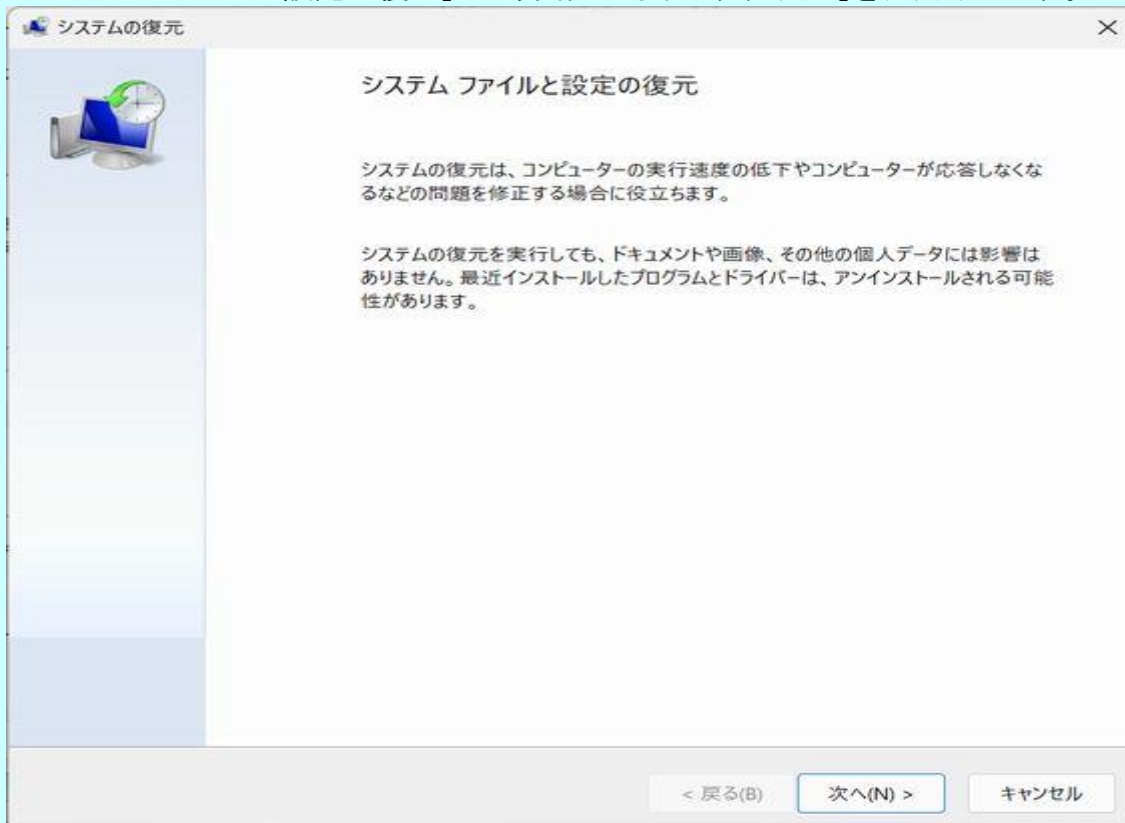 システムの復元
システム ファイルと設定の復元
システムの復元は、コンピューターの実行速度の低下やコンピューターが応答しなくな
るなどの問題を修正する場合に役立ちます。
システムの復元を実行しても、ドキュメントや画像、その他の個人データには影響は
ありません。最近インストールしたプログラムとドライバーは、アンインストールされる可能
性があります。
< 戻る(B)
次へ(N) >
キャンセル